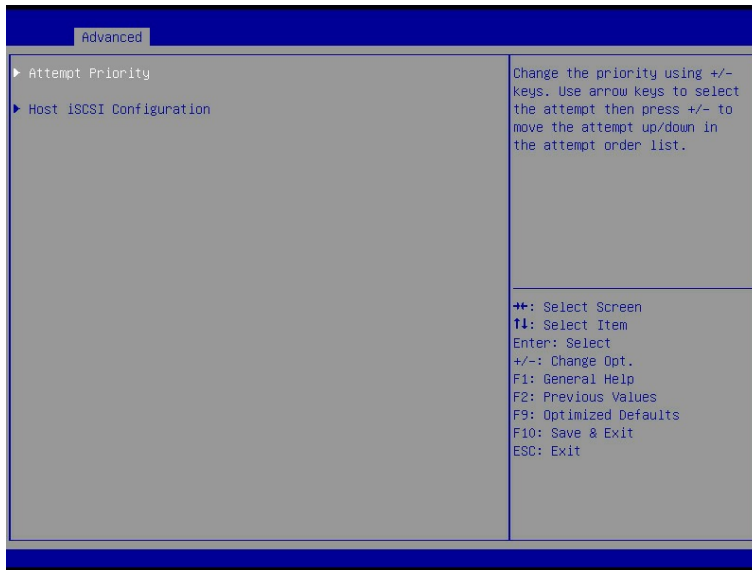 Advanced
▶ Attempt Priority
▶ Host iSCSI Configuration
Change the priority using +/-
keys. Use arrow keys to select
the attempt then press +/- to
move the attempt up/down in
the attempt order list.
→←: Select Screen
↑↓: Select Item
Enter: Select
+/-: Change Opt.
F1: General Help
F2: Previous Values
F9: Optimized Defaults
F10: Save & Exit
ESC: Exit